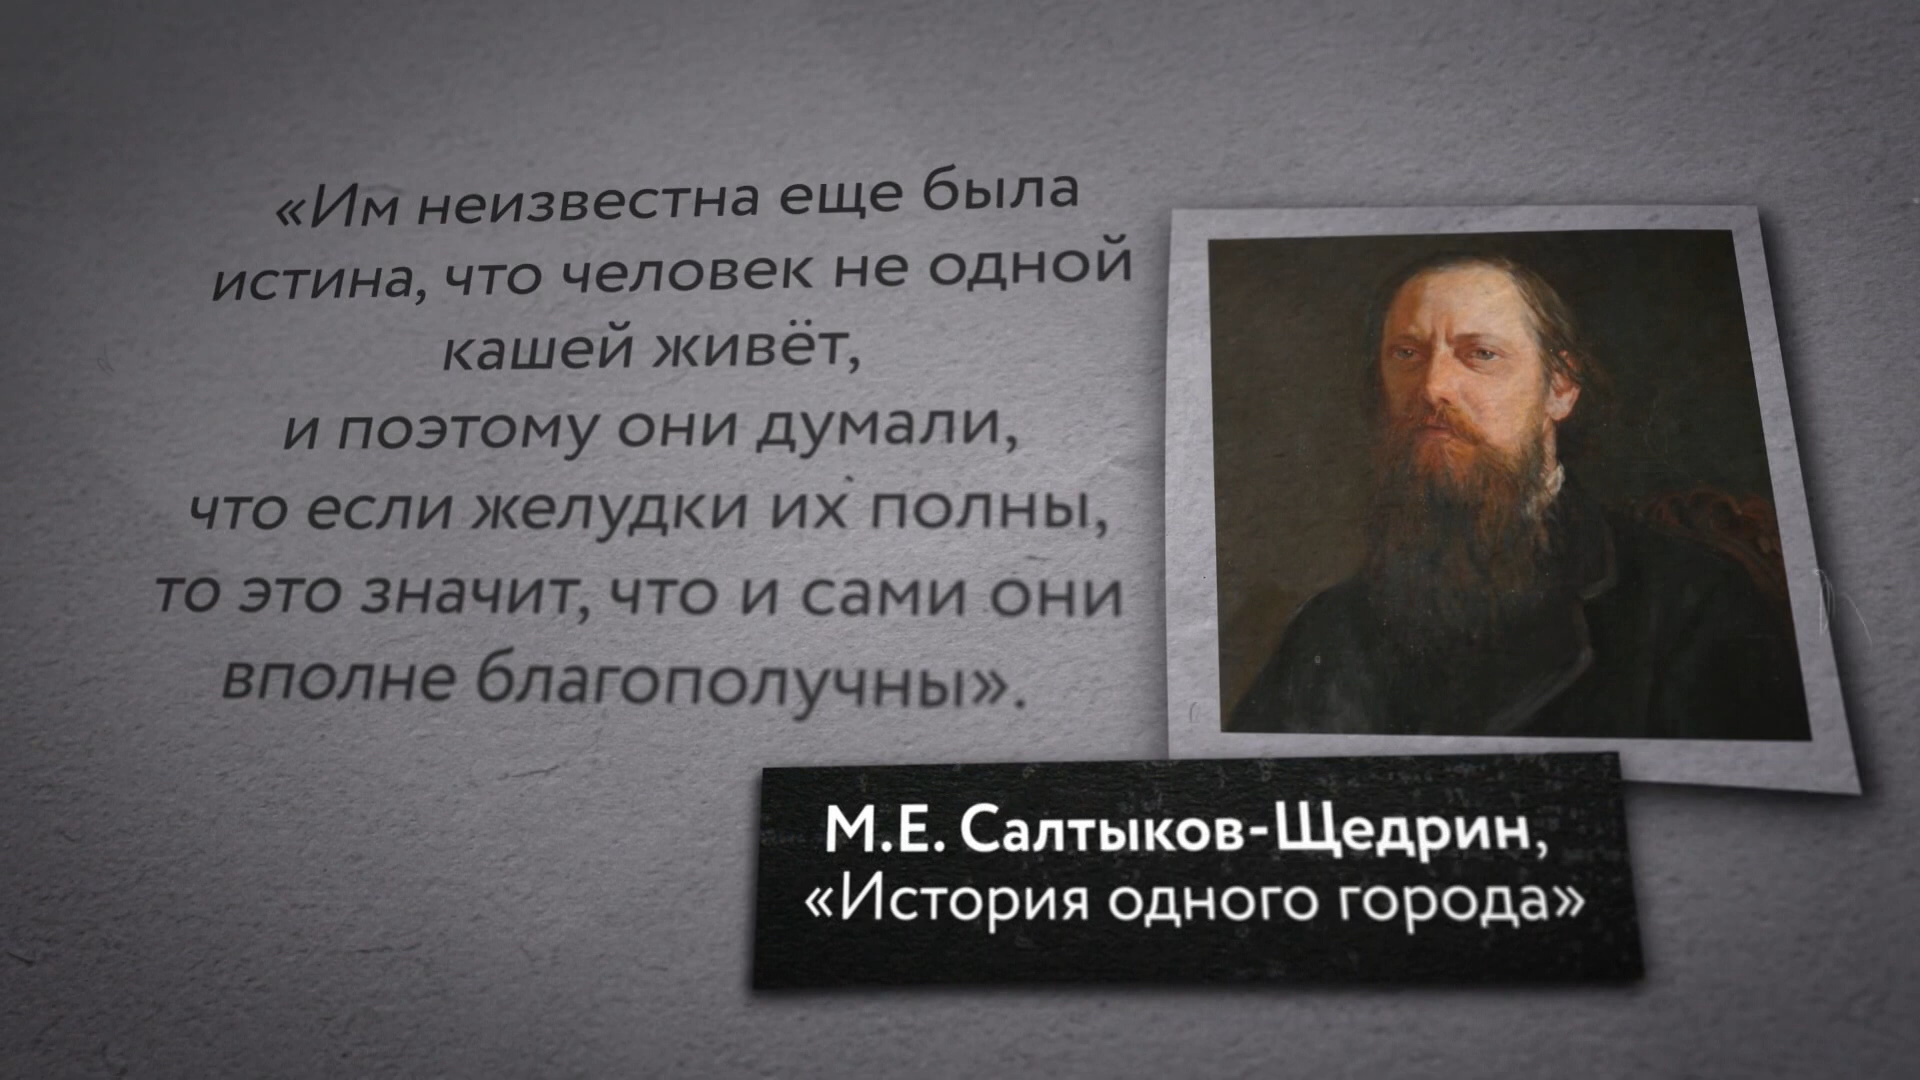 «Им неизвестна еще была
истина, что человек не одной
кашей живёт,
и поэтому они думали,
что если желудки их полны,
то это значит, что и сами они
вполне благополучны».
М.Е. Салтыков-Щедрин,
«История одного города»